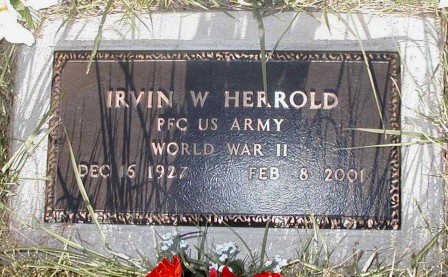 IRVIN W HERROLD
PFC US ARMY
WORLD WAR II
DEC 16 1927 FEB 8 2001